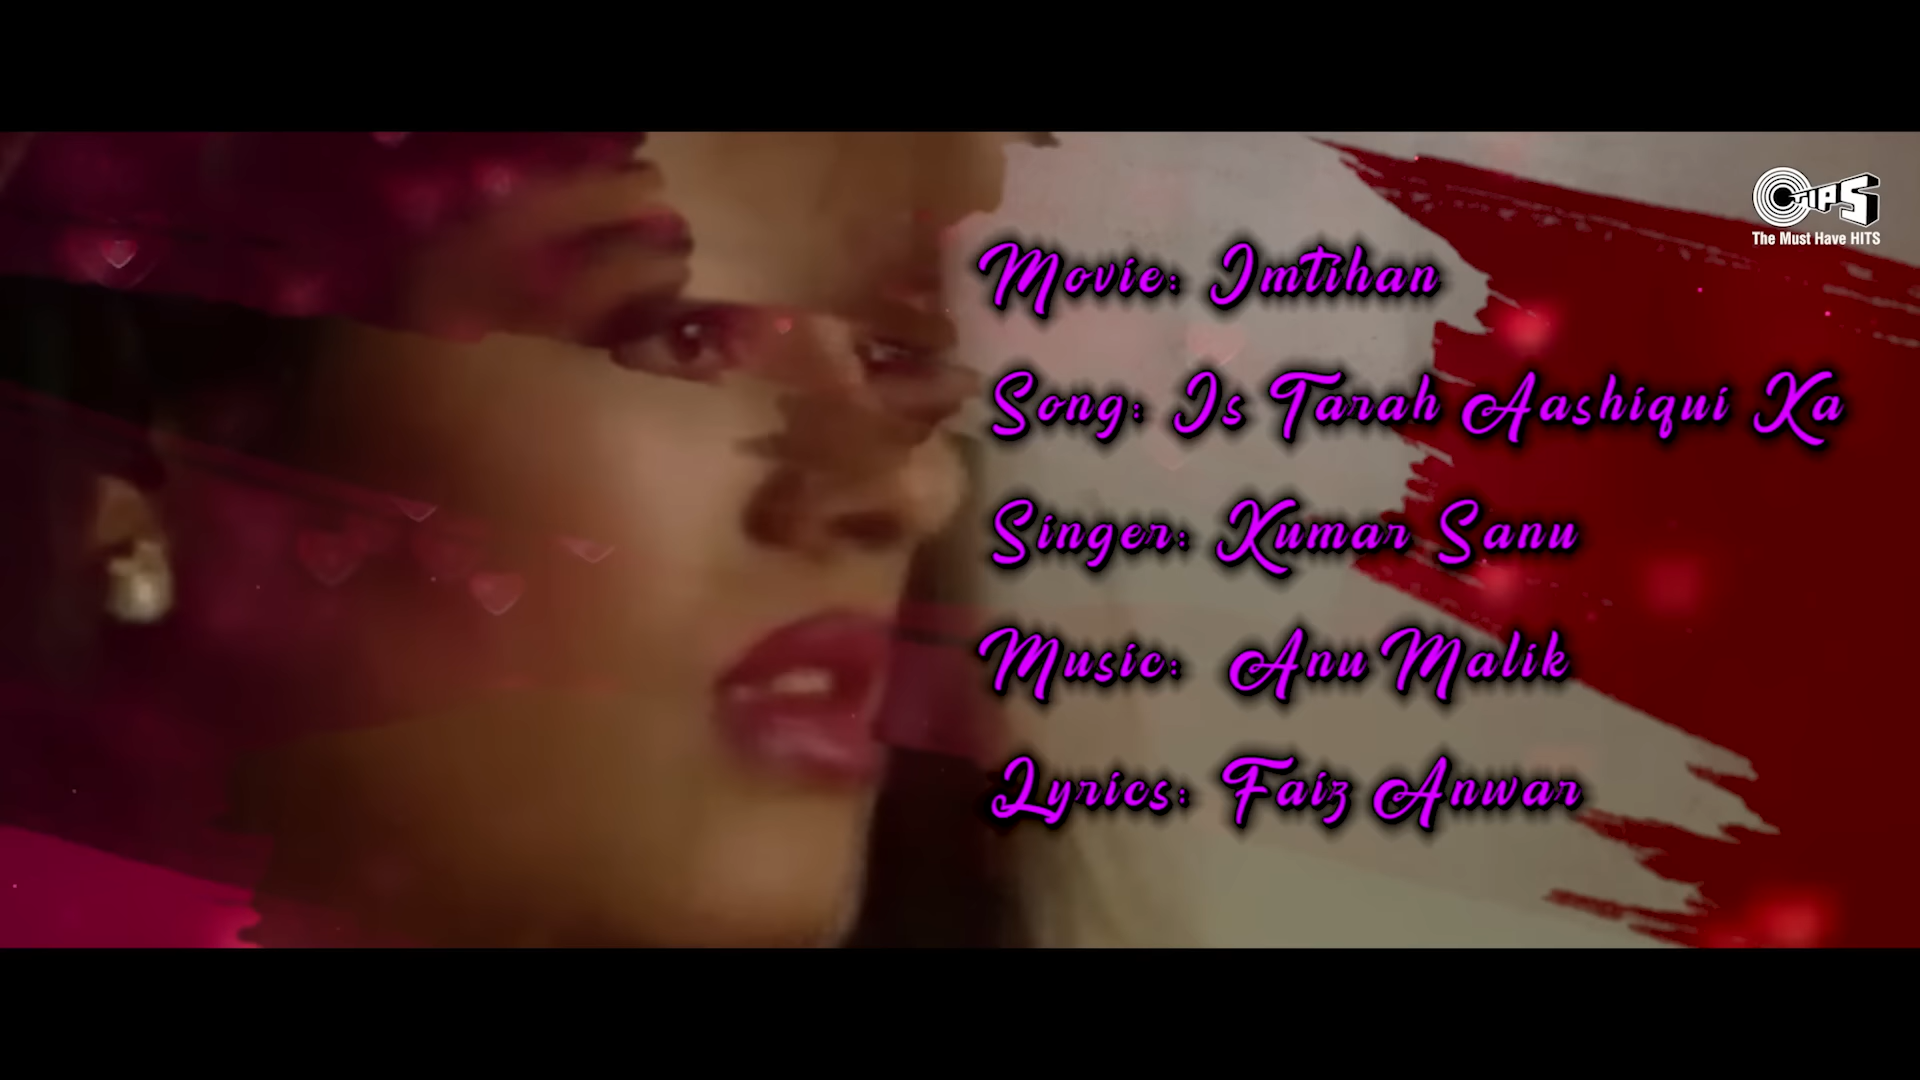 TIPS
The Must Have HITS
Movie: Imtihan
Song: Is Tarah Aashiqui Ka
Singer: Kumar Sanu
Music: Anu Malik
Lyrics: Faiz Anwar